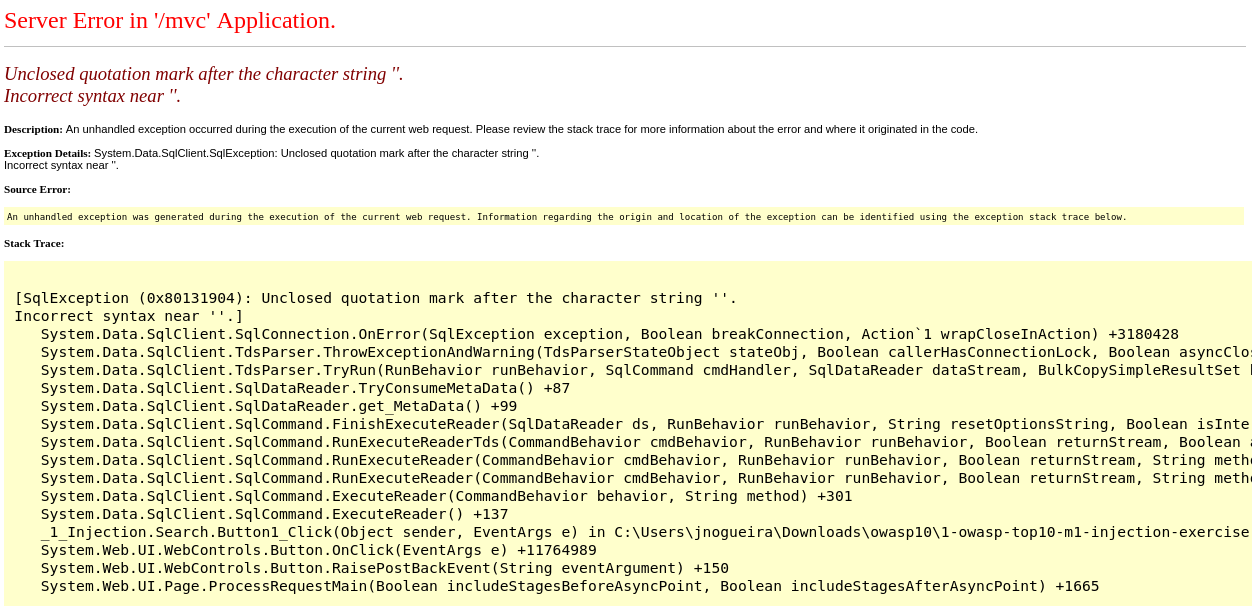 Server Error in '/mvc' Application.
Unclosed quotation mark after the character string ''.
Incorrect syntax near ''.
Description: An unhandled exception occurred during the execution of the current web request. Please review the stack trace for more information about the error and where it originated in the code.
Exception Details: System.Data.SqlClient.SqlException: Unclosed quotation mark after the character string ''.
Incorrect syntax near ''.
Source Error:
An unhandled exception was generated during the execution of the current web request. Information regarding the origin and location of the exception can be identified using the exception stack trace below.
Stack Trace:
[SqlException (0x80131904): Unclosed quotation mark after the character string ''.
Incorrect syntax near ''.]
System.Data.SqlClient.SqlConnection.OnError(SqlException exception, Boolean breakConnection, Action`1 wrapCloseInAction) +3180428
System.Data.SqlClient.TdsParser.ThrowExceptionAndWarning(TdsParserStateObject stateObj, Boolean callerHasConnectionLock, Boolean asyncClos
System.Data.SqlClient.TdsParser.TryRun(RunBehavior runBehavior, SqlCommand cmdHandler, SqlDataReader dataStream, BulkCopySimpleResultSet
System.Data.SqlClient.SqlDataReader.TryConsumeMetaData() +87
System.Data.SqlClient.SqlDataReader.get_MetaData() +99
System.Data.SqlClient.SqlCommand.FinishExecuteReader(SqlDataReader ds, RunBehavior runBehavior, String resetOptionsString, Boolean isInte
System.Data.SqlClient.SqlCommand.RunExecuteReaderTds(CommandBehavior cmdBehavior, RunBehavior runBehavior, Boolean returnStream, Boolean a
System.Data.SqlClient.SqlCommand.RunExecuteReader(CommandBehavior cmdBehavior, RunBehavior runBehavior, Boolean returnStream, String metho
System.Data.SqlClient.SqlCommand.RunExecuteReader(CommandBehavior cmdBehavior, RunBehavior runBehavior, Boolean returnStream, String metho
System.Data.SqlClient.SqlCommand.ExecuteReader(CommandBehavior behavior, String method) +301
System.Data.SqlClient.SqlCommand.ExecuteReader() +137
_1_Injection.Search.Button1_Click(Object sender, EventArgs e) in C:\Users\jnogueira\Downloads\owasp10\1-owasp-top10-m1-injection-exercise
System.Web.UI.WebControls.Button.OnClick(EventArgs e) +11764989
System.Web.UI.WebControls.Button.RaisePostBackEvent(String eventArgument) +150
System.Web.UI.Page.ProcessRequestMain(Boolean includeStagesBeforeAsyncPoint, Boolean includeStagesAfterAsyncPoint) +1665